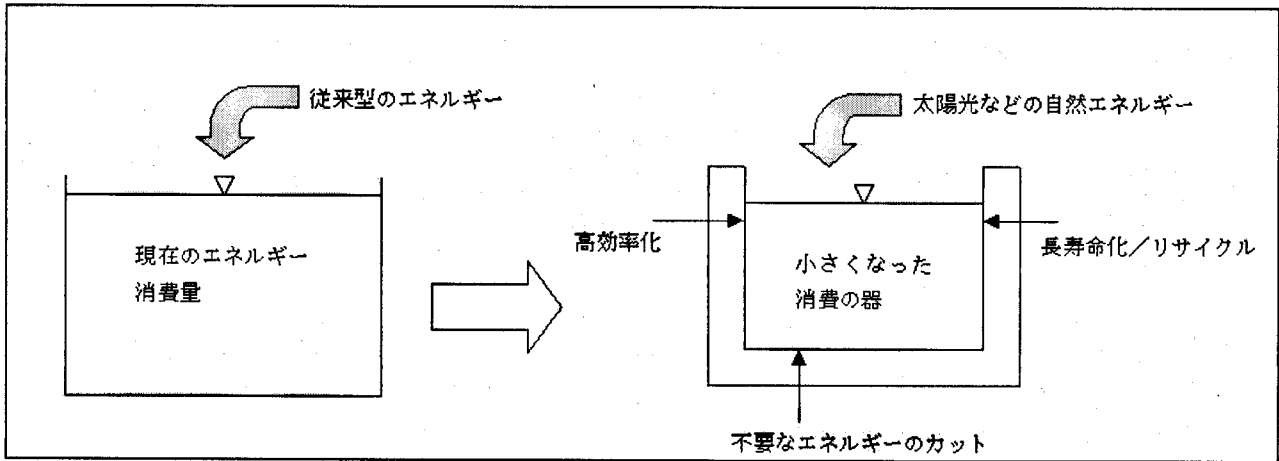 従来型のエネルギー
現在のエネルギー
消費量
太陽光などの自然エネルギー
高効率化
小さくなった
消費の器
長寿命化／リサイクル
不要なエネルギーのカット